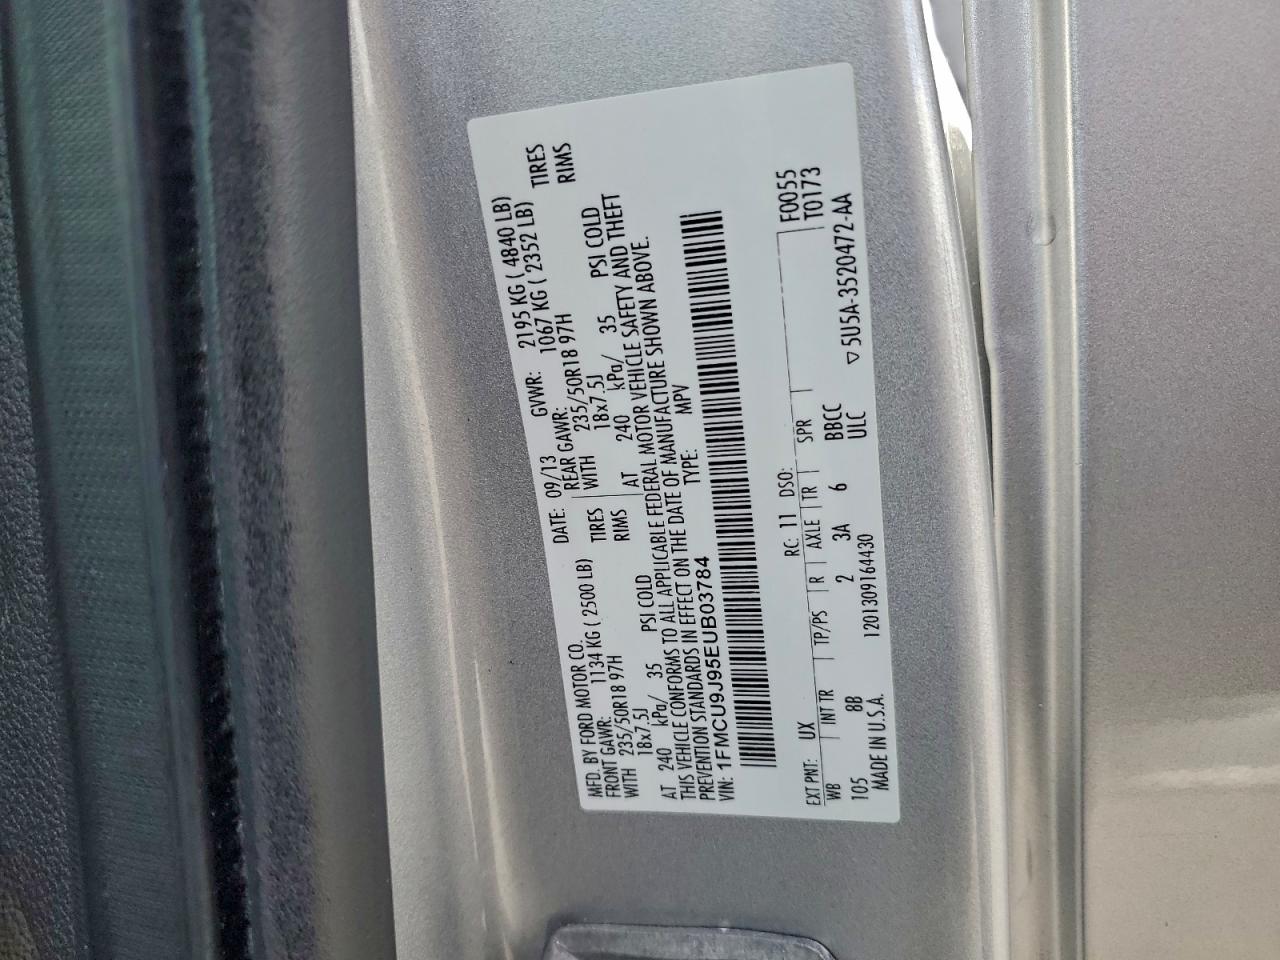 MFD. BY FORD MOTOR CO. DATE: 09/13 GVWR: 2195 KG ( 4840 LB)
FRONT GAWR: 1134 KG ( 2500 LB) REAR GAWR: 1067 KG ( 2352 LB)
WITH 235/50R18 97H TIRES WITH 235/50R18 97H TIRES
18x7.5J RIMS 18x7.5J RIMS
AT 240 kPa/ 35 PSI COLD AT 240 kPa/ 35 PSI COLD
THIS VEHICLE CONFORMS TO ALL APPLICABLE FEDERAL MOTOR VEHICLE SAFETY AND THEFT
PREVENTION STANDARDS IN EFFECT ON THE DATE OF MANUFACTURE SHOWN ABOVE.
VIN: 1FMCU9J95EUB03784 TYPE: MPV
F0055
EXT PNT: UX RC: 11 DSO: T0173
WB INT TR TP/PS R AXLE TR SPR
105 8B 2 3A 6 BBCC
MADE IN U.S.A. 1201309164430 ULC ▽5U5A-3520472-AA